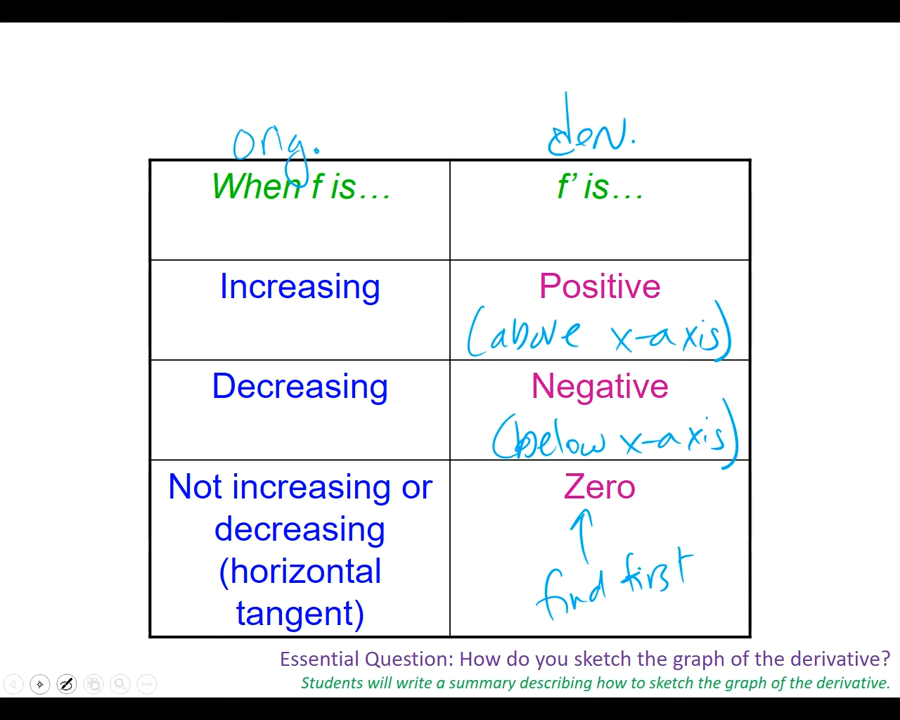 orig.
deriv.
When f is…
f’ is…
Increasing
Positive
(above x-axis)
Decreasing
Negative
(below x-axis)
Not increasing or
decreasing
(horizontal
tangent)
Zero
find first
Essential Question: How do you sketch the graph of the derivative?
Students will write a summary describing how to sketch the graph of the derivative.